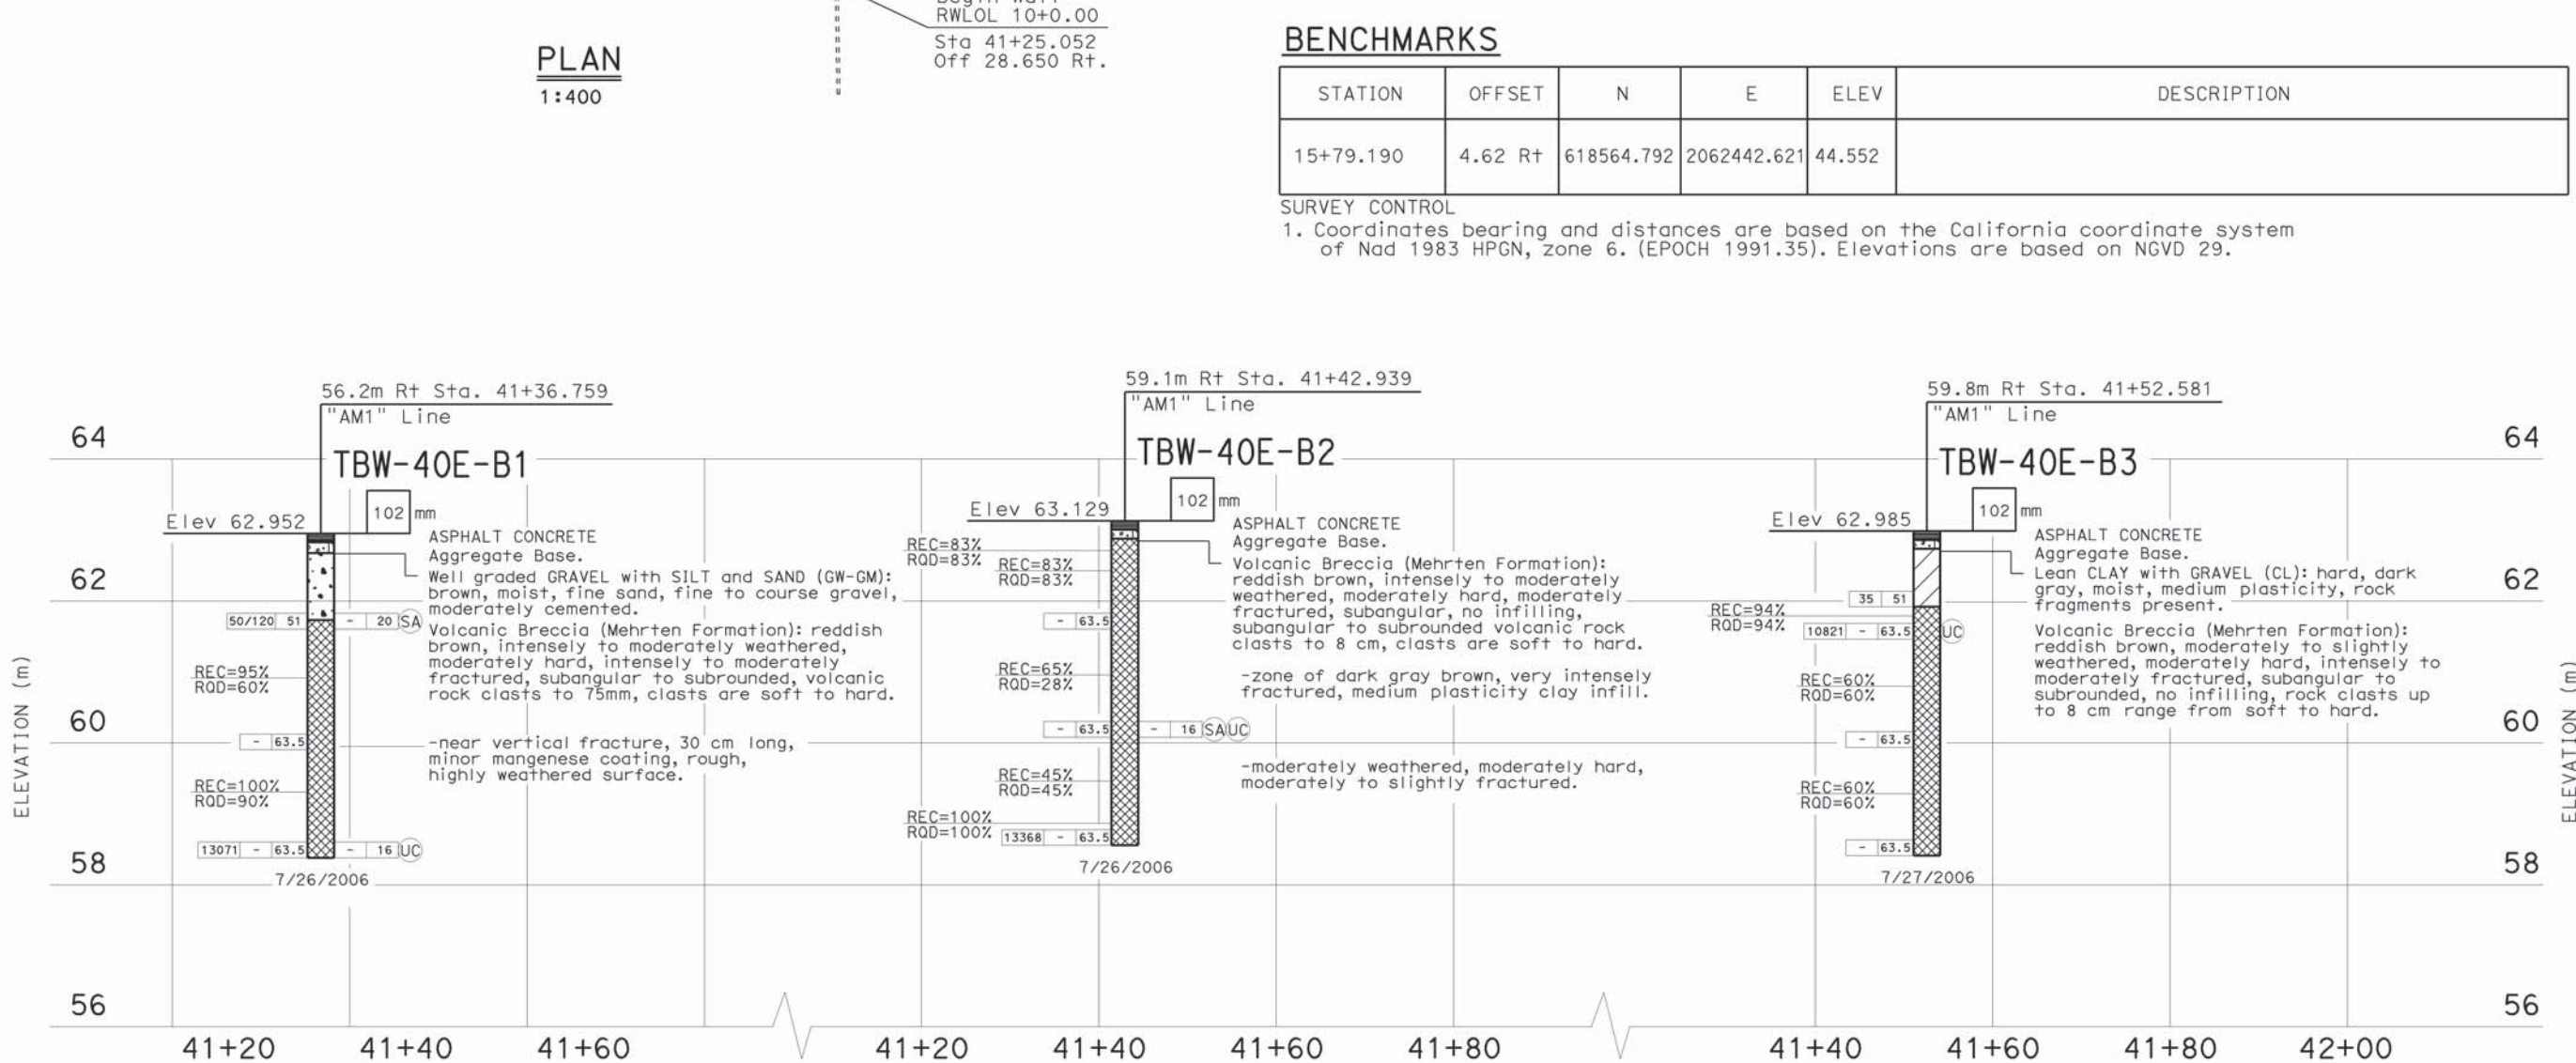 RWLOL 10+0.00
Sta 41+25.052
Off 28.650 Rt.
PLAN
1:400
BENCHMARKS
STATION OFFSET N E ELEV DESCRIPTION
15+79.190 4.62 Rt 618564.792 2062442.621 44.552
SURVEY CONTROL
1. Coordinates bearing and distances are based on the California coordinate system
of Nad 1983 HPGN, zone 6. (EPOCH 1991.35). Elevations are based on NGVD 29.
ELEVATION (m)
64
62
60
58
56
56.2m Rt Sta. 41+36.759
"AM1" Line
TBW-40E-B1
102 mm
Elev 62.952
ASPHALT CONCRETE
Aggregate Base.
Well graded GRAVEL with SILT and SAND (GW-GM):
brown, moist, fine sand, fine to course gravel,
moderately cemented.
50/120 51
- 20 SA
Volcanic Breccia (Mehrten Formation): reddish
brown, intensely to moderately weathered,
moderately hard, intensely to moderately
fractured, subangular to subrounded, volcanic
rock clasts to 75mm, clasts are soft to hard.
REC=95%
RQD=60%
- 63.5
-near vertical fracture, 30 cm long,
minor mangenese coating, rough,
highly weathered surface.
REC=100%
RQD=90%
13071 - 63.5
- 16 UC
7/26/2006
59.1m Rt Sta. 41+42.939
"AM1" Line
TBW-40E-B2
102 mm
Elev 63.129
ASPHALT CONCRETE
Aggregate Base.
REC=83%
RQD=83%
REC=83%
RQD=83%
Volcanic Breccia (Mehrten Formation):
reddish brown, intensely to moderately
weathered, moderately hard, moderately
fractured, subangular, no infilling,
subangular to subrounded volcanic rock
clasts to 8 cm, clasts are soft to hard.
- 63.5
REC=65%
RQD=28%
-zone of dark gray brown, very intensely
fractured, medium plasticity clay infill.
- 63.5
- 16 SA UC
REC=45%
RQD=45%
-moderately weathered, moderately hard,
moderately to slightly fractured.
REC=100%
RQD=100%
13368 - 63.5
7/26/2006
59.8m Rt Sta. 41+52.581
"AM1" Line
TBW-40E-B3
102 mm
Elev 62.985
ASPHALT CONCRETE
Aggregate Base.
Lean CLAY with GRAVEL (CL): hard, dark
gray, moist, medium plasticity, rock
fragments present.
35 51
REC=94%
RQD=94%
10821 - 63.5 UC
Volcanic Breccia (Mehrten Formation):
reddish brown, moderately to slightly
weathered, moderately hard, intensely to
moderately fractured, subangular to
subrounded, no infilling, rock clasts up
to 8 cm range from soft to hard.
REC=60%
RQD=60%
- 63.5
REC=60%
RQD=60%
- 63.5
7/27/2006
64
62
60
58
56
ELEVATION (m)
41+20 41+40 41+60 41+20 41+40 41+60 41+80 41+40 41+60 41+80 42+00